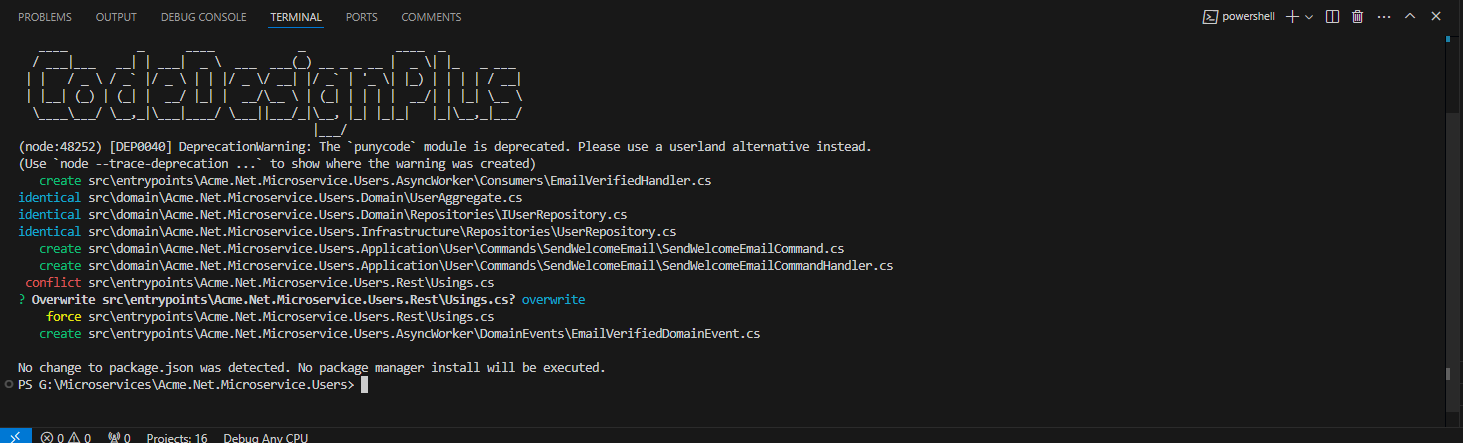 PROBLEMS OUTPUT DEBUG CONSOLE TERMINAL PORTS COMMENTS powershell
CodeDesignPlus
(node:48252) [DEP0040] DeprecationWarning: The `punycode` module is deprecated. Please use a userland alternative instead.
(Use `node --trace-deprecation ...` to show where the warning was created)
create src\entrypoints\Acme.Net.Microservice.Users.AsyncWorker\Consumers\EmailVerifiedHandler.cs
identical src\domain\Acme.Net.Microservice.Users.Domain\UserAggregate.cs
identical src\domain\Acme.Net.Microservice.Users.Domain\Repositories\IUserRepository.cs
identical src\domain\Acme.Net.Microservice.Users.Infrastructure\Repositories\UserRepository.cs
create src\domain\Acme.Net.Microservice.Users.Application\User\Commands\SendWelcomeEmail\SendWelcomeEmailCommand.cs
create src\domain\Acme.Net.Microservice.Users.Application\User\Commands\SendWelcomeEmail\SendWelcomeEmailCommandHandler.cs
conflict src\entrypoints\Acme.Net.Microservice.Users.Rest\Usings.cs
? Overwrite src\entrypoints\Acme.Net.Microservice.Users.Rest\Usings.cs? overwrite
force src\entrypoints\Acme.Net.Microservice.Users.Rest\Usings.cs
create src\entrypoints\Acme.Net.Microservice.Users.AsyncWorker\DomainEvents\EmailVerifiedDomainEvent.cs
No change to package.json was detected. No package manager install will be executed.
PS G:\Microservices\Acme.Net.Microservice.Users>
0 0 0 Projects: 16 Debug Any CPU